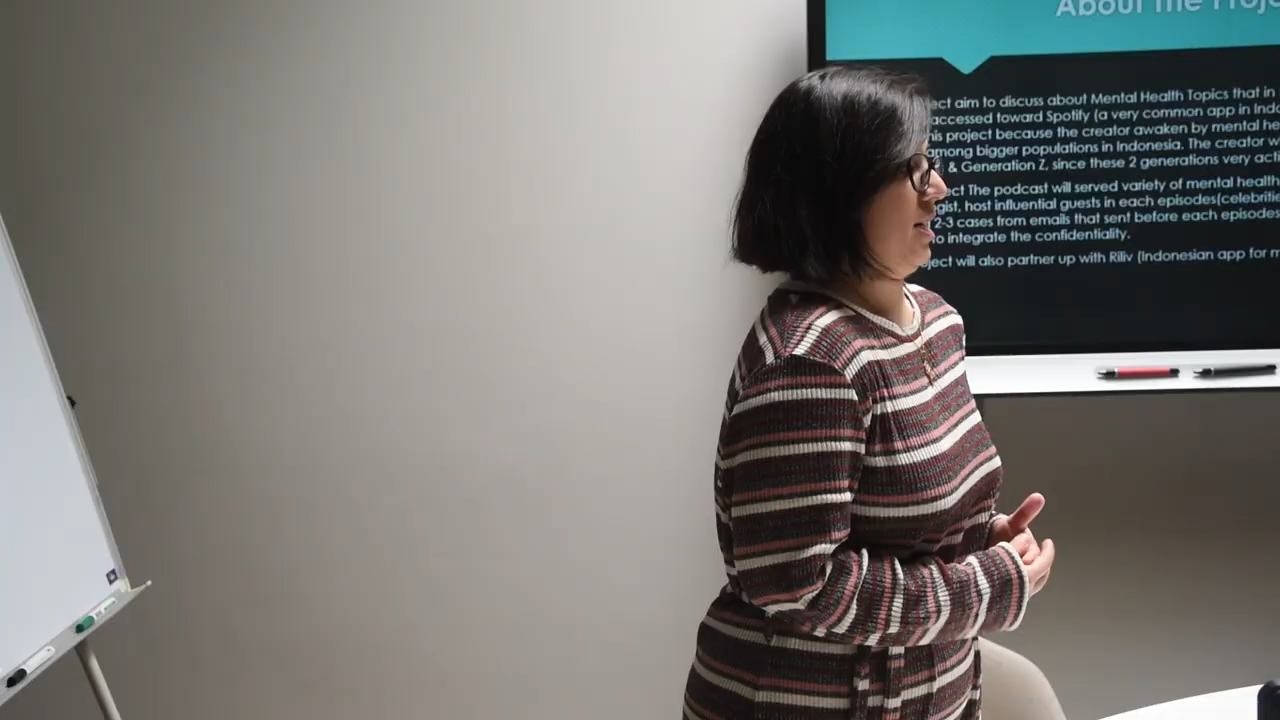 About the Proje
ect aim to discuss about Mental Health Topics that in
accessed toward Spotify (a very common app in Indo
his project because the creator awaken by mental he
among bigger populations in Indonesia. The creator w
& Generation Z, since these 2 generations very acti
ect The podcast will served variety of mental health
gist, host influential guests in each episodes(celebritie
2-3 cases from emails that sent before each episodes
o integrate the confidentiality.
oject will also partner up with Riliv (Indonesian app for m